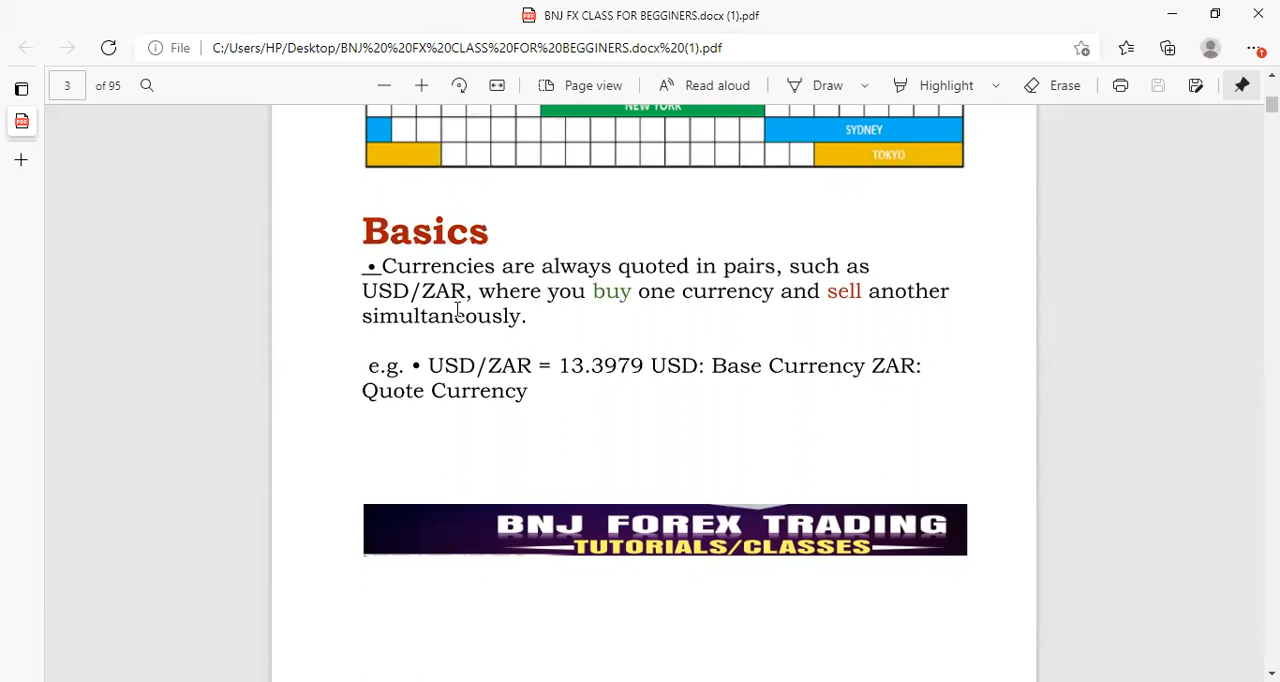 BNJ FX CLASS FOR BEGGINERS.docx (1).pdf
File C:/Users/HP/Desktop/BNJ%20%20FX%20CLASS%20FOR%20BEGGINERS.docx%20(1).pdf
3 of 95 Page view Read aloud Draw Highlight Erase
NEW YORK
SYDNEY
TOKYO
Basics
• Currencies are always quoted in pairs, such as
USD/ZAR, where you buy one currency and sell another
simultaneously.
e.g. • USD/ZAR = 13.3979 USD: Base Currency ZAR:
Quote Currency
BNJ FOREX TRADING
TUTORIALS/CLASSES